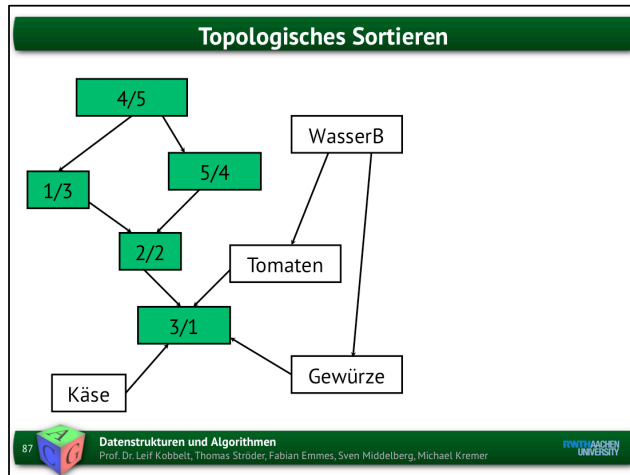 Topologisches Sortieren
4/5
WasserB
5/4
1/3
2/2
Tomaten
3/1
Gewürze
Käse
87
A
C
G
Datenstrukturen und Algorithmen
Prof. Dr. Leif Kobbelt, Thomas Ströder, Fabian Emmes, Sven Middelberg, Michael Kremer
RWTHAACHEN
UNIVERSITY